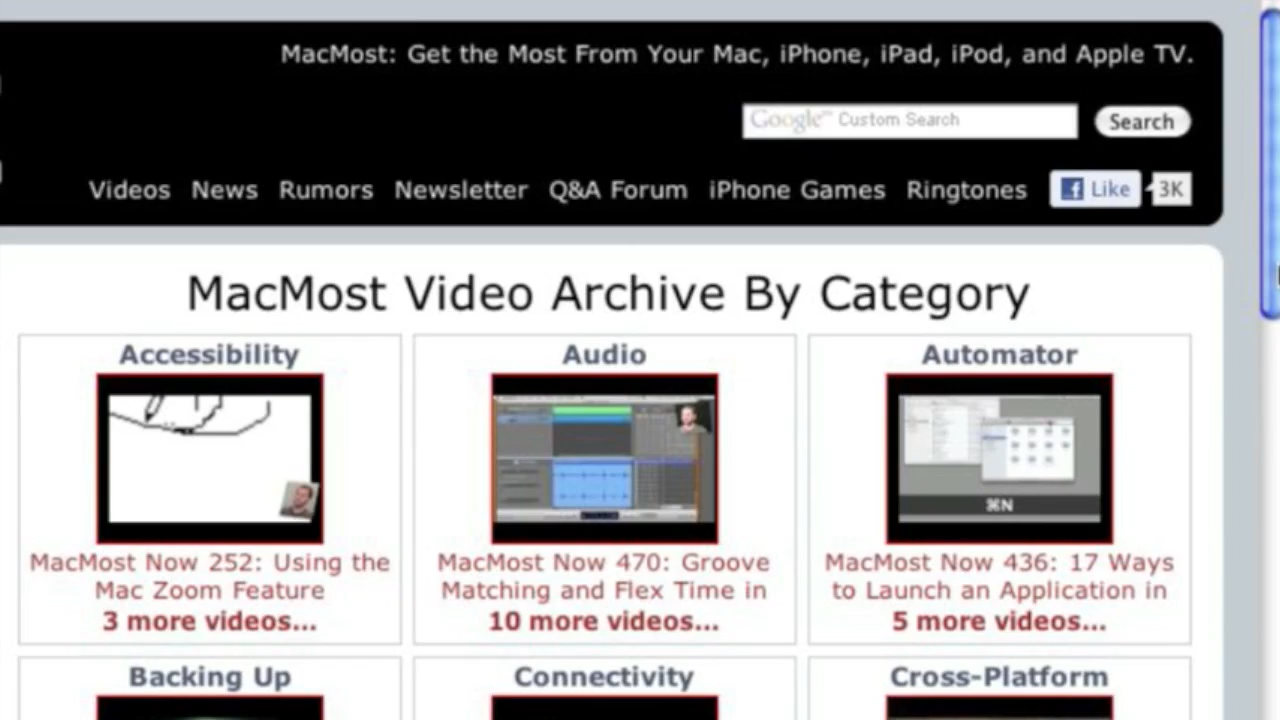 MacMost: Get the Most From Your Mac, iPhone, iPad, iPod, and Apple TV.
Google™ Custom Search
Search
Videos News Rumors Newsletter Q&A Forum iPhone Games Ringtones Like 3K
MacMost Video Archive By Category
Accessibility Audio Automator
⌘N
MacMost Now 252: Using the MacMost Now 470: Groove MacMost Now 436: 17 Ways
Mac Zoom Feature Matching and Flex Time in to Launch an Application in
3 more videos... 10 more videos... 5 more videos...
Backing Up Connectivity Cross-Platform